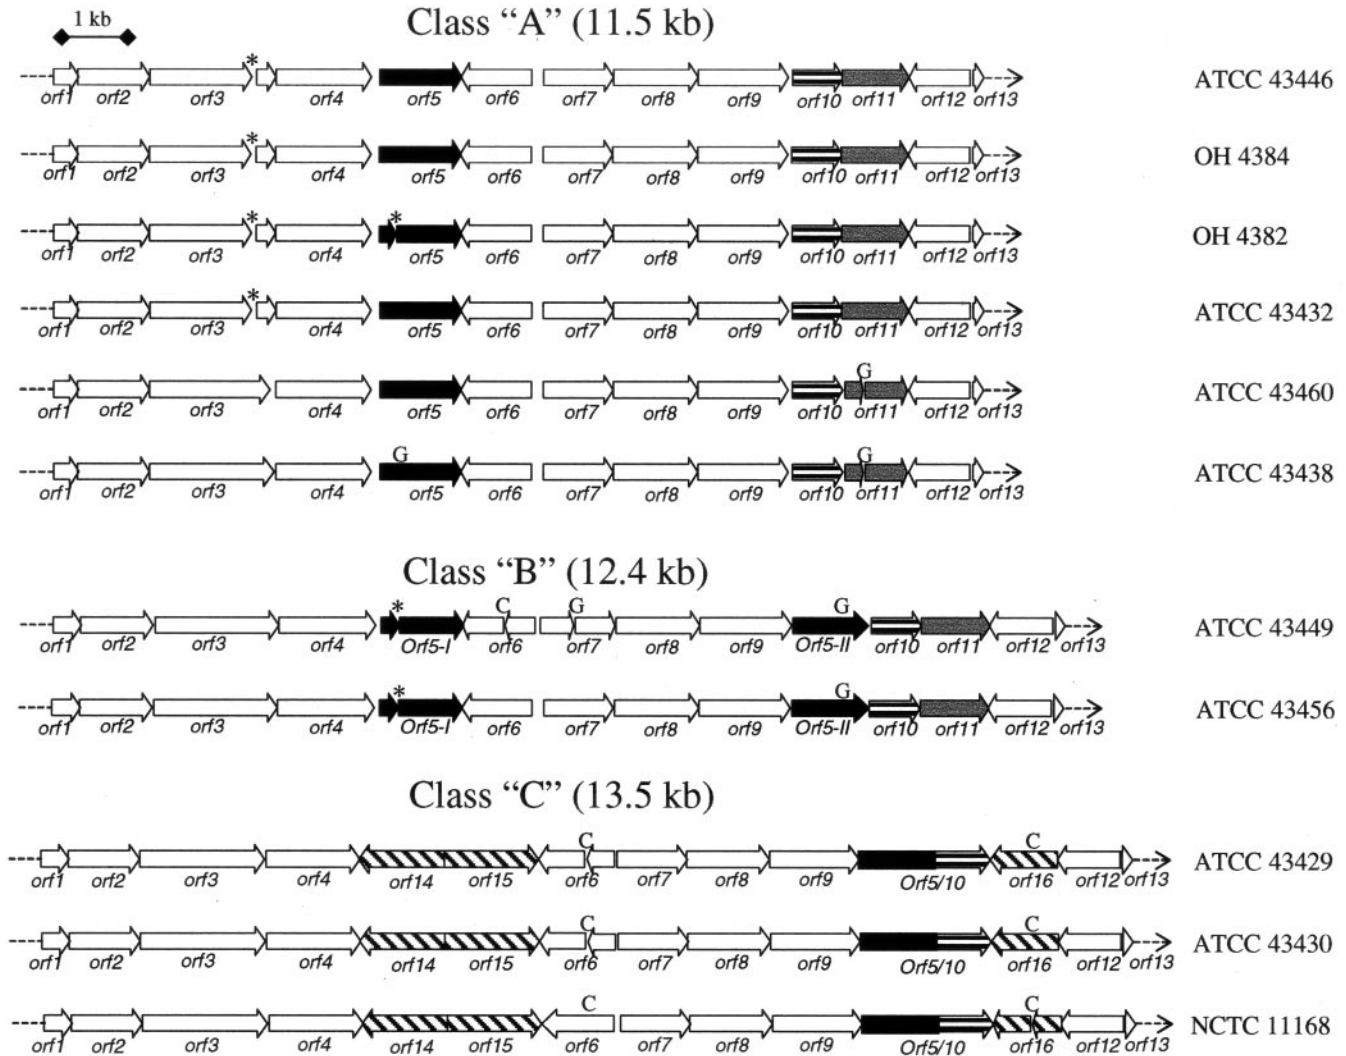 1 kb
Class “A” (11.5 kb)
* ATCC 43446
orf1 orf2 orf3 orf4 orf5 orf6 orf7 orf8 orf9 orf10 orf11 orf12 orf13
* OH 4384
orf1 orf2 orf3 orf4 orf5 orf6 orf7 orf8 orf9 orf10 orf11 orf12 orf13
* * OH 4382
orf1 orf2 orf3 orf4 orf5 orf6 orf7 orf8 orf9 orf10 orf11 orf12 orf13
* ATCC 43432
orf1 orf2 orf3 orf4 orf5 orf6 orf7 orf8 orf9 orf10 orf11 orf12 orf13
G ATCC 43460
orf1 orf2 orf3 orf4 orf5 orf6 orf7 orf8 orf9 orf10 orf11 orf12 orf13
G G ATCC 43438
orf1 orf2 orf3 orf4 orf5 orf6 orf7 orf8 orf9 orf10 orf11 orf12 orf13
Class “B” (12.4 kb)
* C G G ATCC 43449
orf1 orf2 orf3 orf4 Orf5-I orf6 orf7 orf8 orf9 Orf5-II orf10 orf11 orf12 orf13
* G ATCC 43456
orf1 orf2 orf3 orf4 Orf5-I orf6 orf7 orf8 orf9 Orf5-II orf10 orf11 orf12 orf13
Class “C” (13.5 kb)
C C ATCC 43429
orf1 orf2 orf3 orf4 orf14 orf15 orf6 orf7 orf8 orf9 Orf5/10 orf16 orf12 orf13
C C ATCC 43430
orf1 orf2 orf3 orf4 orf14 orf15 orf6 orf7 orf8 orf9 Orf5/10 orf16 orf12 orf13
C C NCTC 11168
orf1 orf2 orf3 orf4 orf14 orf15 orf6 orf7 orf8 orf9 Orf5/10 orf16 orf12 orf13